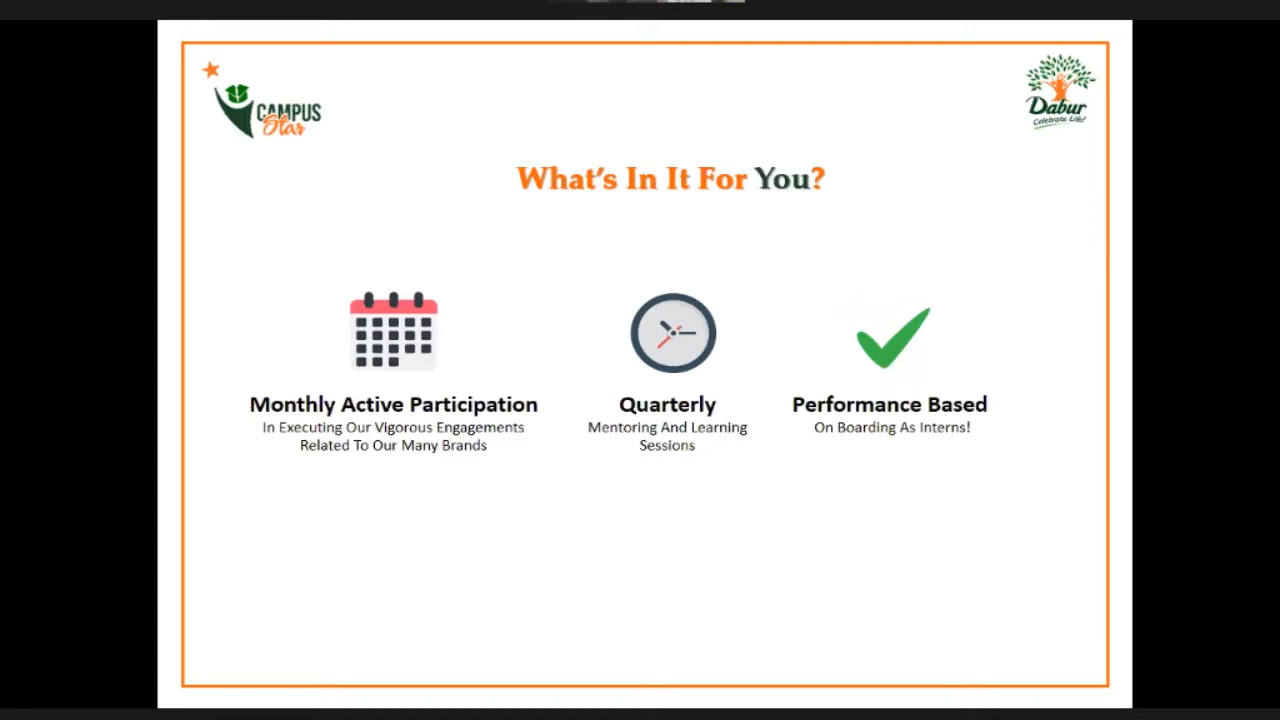 CAMPUS
Star
Dabur
Celebrate Life!
What's In It For You?
Monthly Active Participation
In Executing Our Vigorous Engagements
Related To Our Many Brands
Quarterly
Mentoring And Learning
Sessions
Performance Based
On Boarding As Interns!